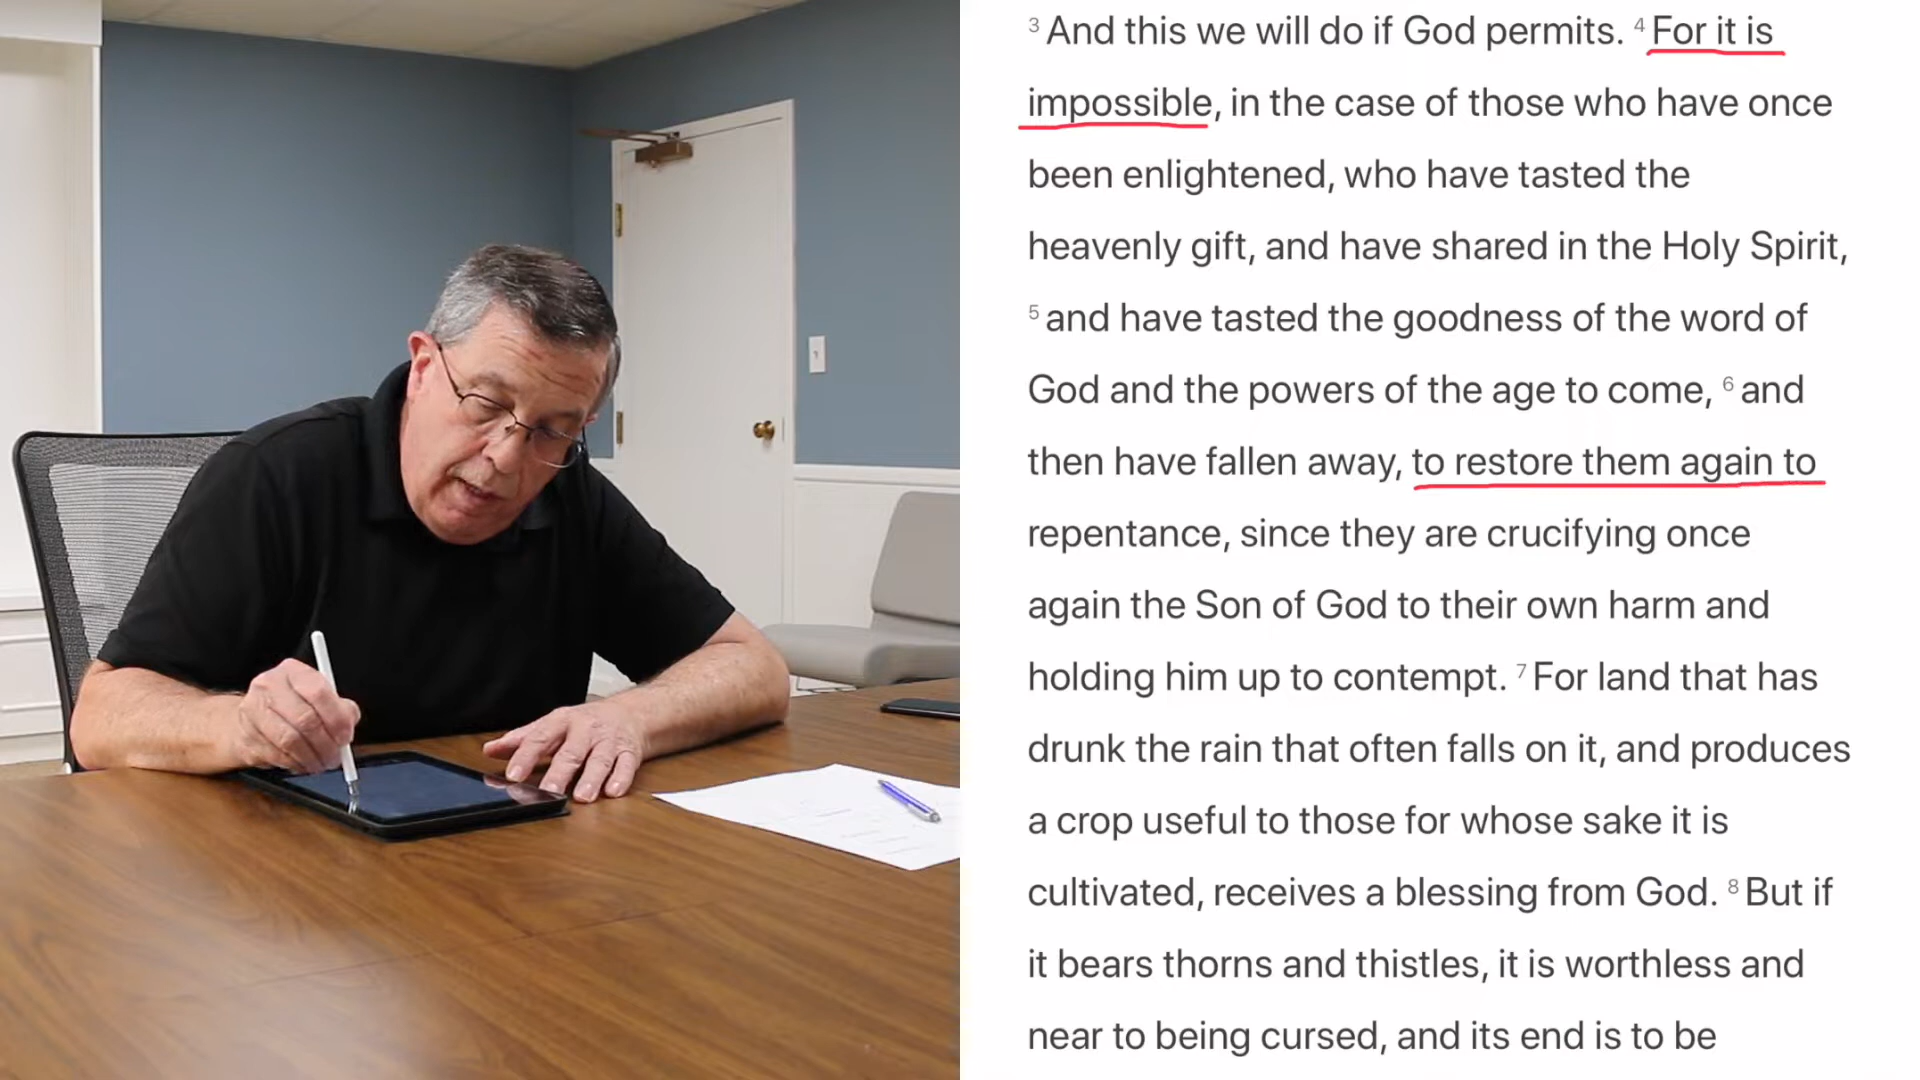 3 And this we will do if God permits. 4 For it is
impossible, in the case of those who have once
been enlightened, who have tasted the
heavenly gift, and have shared in the Holy Spirit,
5 and have tasted the goodness of the word of
God and the powers of the age to come, 6 and
then have fallen away, to restore them again to
repentance, since they are crucifying once
again the Son of God to their own harm and
holding him up to contempt. 7 For land that has
drunk the rain that often falls on it, and produces
a crop useful to those for whose sake it is
cultivated, receives a blessing from God. 8 But if
it bears thorns and thistles, it is worthless and
near to being cursed, and its end is to be